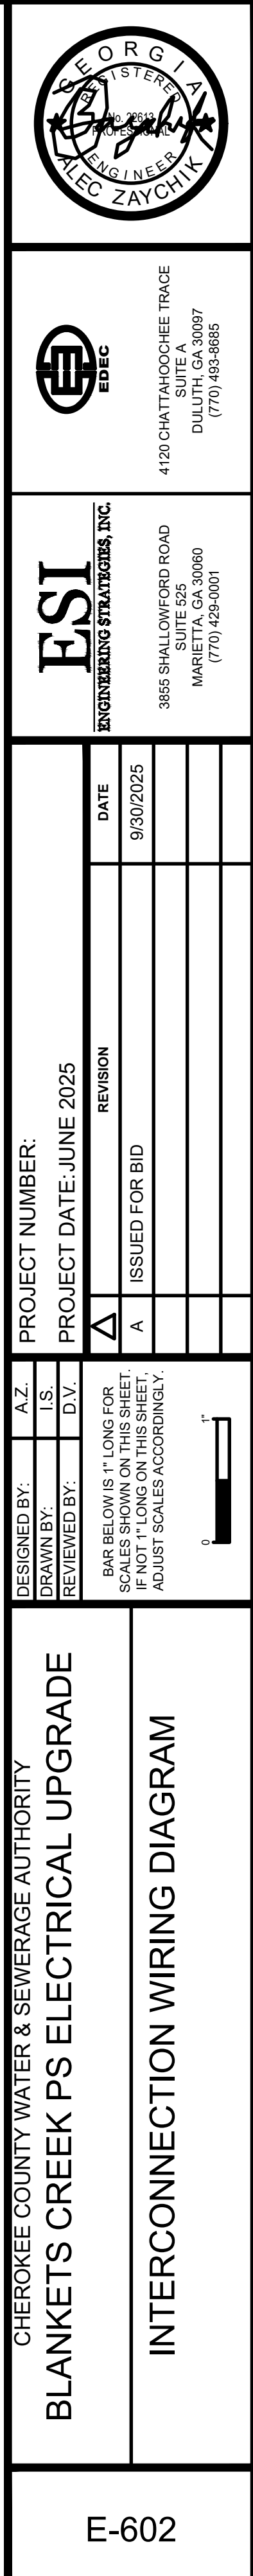 GEORGIA
REGISTERED
No. 22613
PROFESSIONAL
ENGINEER
ALEC ZAYCHIK
EDEC
4120 CHATTAHOOCHEE TRACE
SUITE A
DULUTH, GA 30097
(770) 493-8685
ESI
ENGINEERING STRATEGIES, INC.
3855 SHALLOWFORD ROAD
SUITE 525
MARIETTA, GA 30060
(770) 429-0001
PROJECT NUMBER:
PROJECT DATE: JUNE 2025
REVISION DATE
A ISSUED FOR BID 9/30/2025
DESIGNED BY: A.Z.
DRAWN BY: I.S.
REVIEWED BY: D.V.
BAR BELOW IS 1" LONG FOR
SCALES SHOWN ON THIS SHEET.
IF NOT 1" LONG ON THIS SHEET,
ADJUST SCALES ACCORDINGLY.
0 1"
CHEROKEE COUNTY WATER & SEWERAGE AUTHORITY
BLANKETS CREEK PS ELECTRICAL UPGRADE
INTERCONNECTION WIRING DIAGRAM
E-602